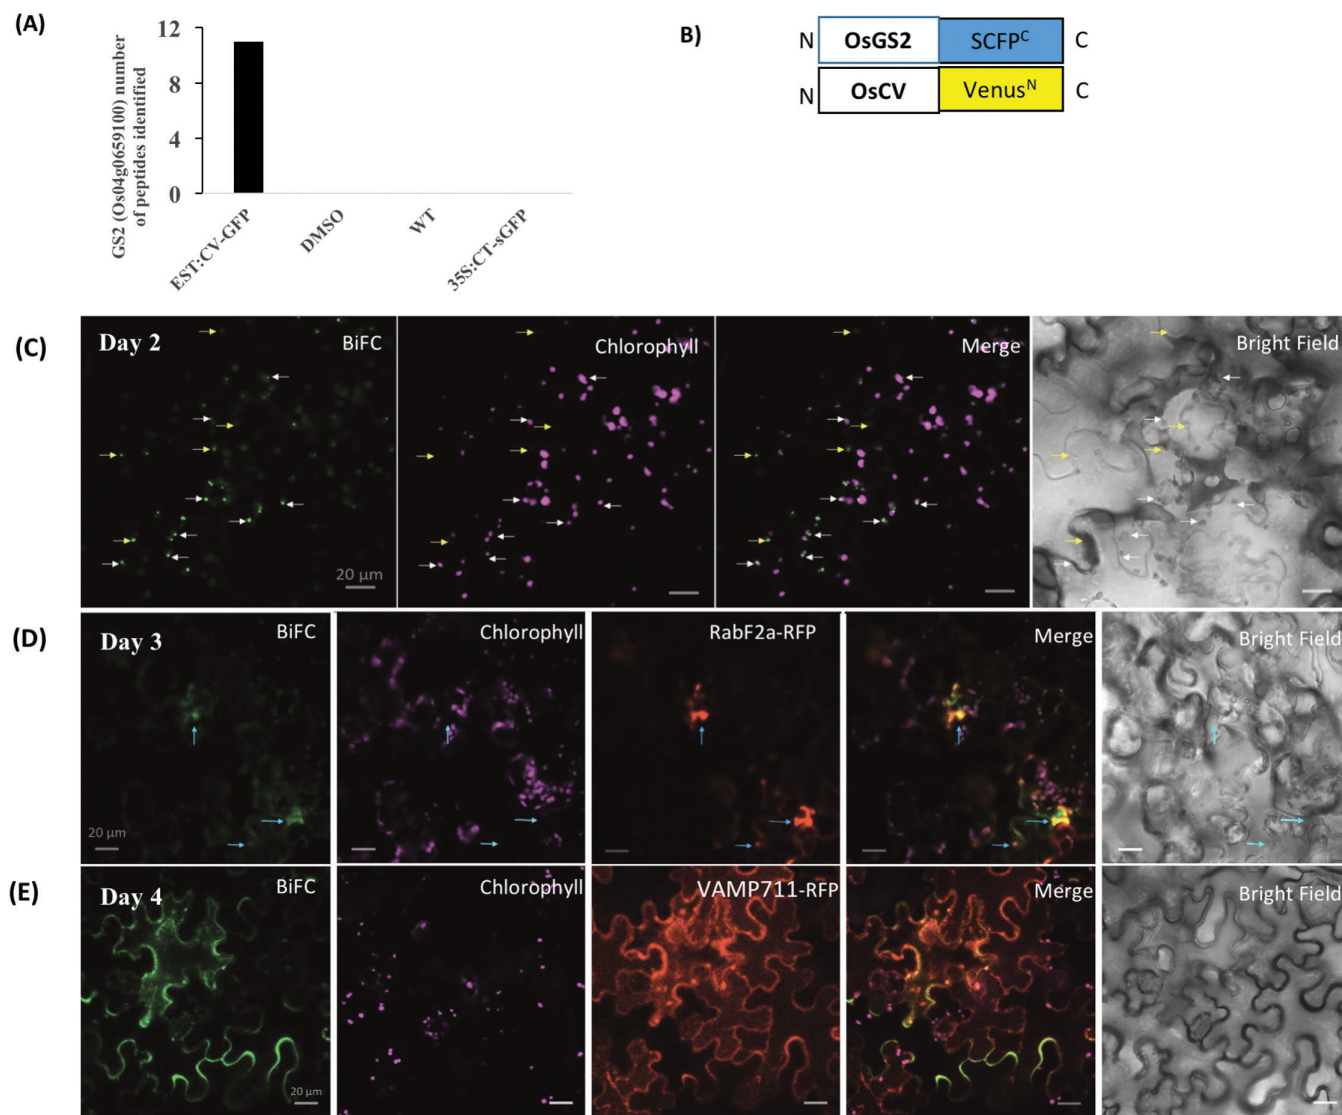 (A)
12
8
4
0
GS2 (Os04g0659100) number
of peptides identified
EST:CV-GFP
DMSO
WT
35S:CT-sGFP
B)
N OsGS2 SCFPᶜ C
N OsCV Venusᴺ C
(C)
Day 2 BiFC Chlorophyll Merge Bright Field
20 µm
(D)
Day 3 BiFC Chlorophyll RabF2a-RFP Merge Bright Field
20 µm
(E)
Day 4 BiFC Chlorophyll VAMP711-RFP Merge Bright Field
20 µm